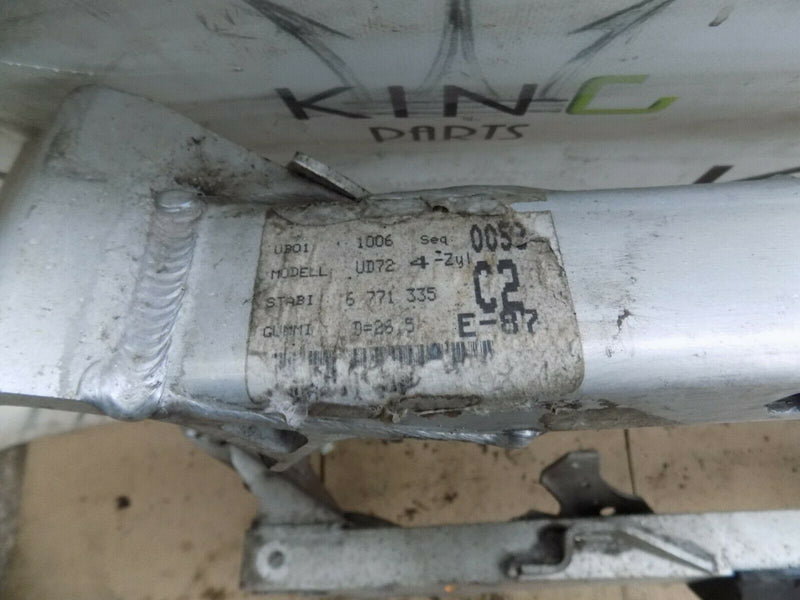 KING
PARTS
UB01 : 1006 Seq. 0053
MODELL: UD72 4-Zyl
C2
STABI : 6 771 335
GUMMI : D=26,5 E-87